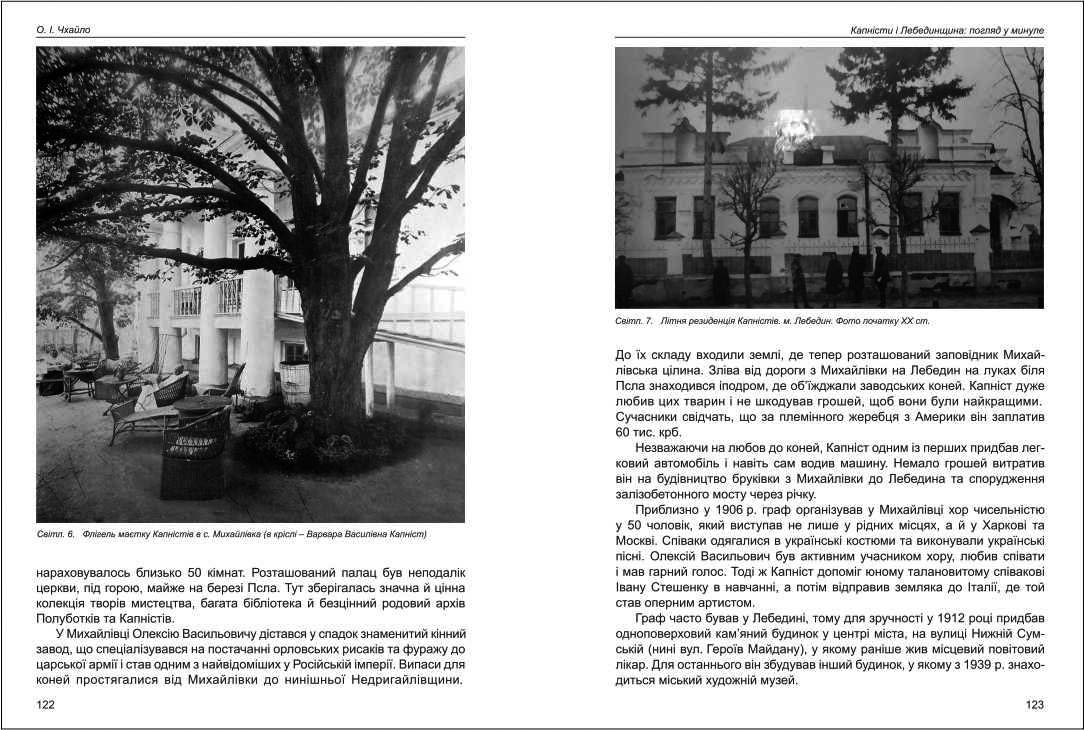 О. І. Чхайло
Світл. 6. Флігель маєтку Капністів в с. Михайлівка (в кріслі – Варвара Василівна Капніст)
нараховувалось близько 50 кімнат. Розташований палац був неподалік
церкви, під горою, майже на березі Псла. Тут зберігалась значна й цінна
колекція творів мистецтва, багата бібліотека й безцінний родовий архів
Полуботків та Капністів.
У Михайлівці Олексію Васильовичу дістався у спадок знаменитий кінний
завод, що спеціалізувався на постачанні орловських рисаків та фуражу до
царської армії і став одним з найвідоміших у Російській імперії. Випаси для
коней простягалися від Михайлівки до нинішньої Недригайлівщини.
122
Капністи і Лебединщина: погляд у минуле
Світл. 7. Літня резиденція Капністів. м. Лебедин. Фото початку ХХ ст.
До їх складу входили землі, де тепер розташований заповідник Михай-
лівська цілина. Зліва від дороги з Михайлівки на Лебедин на луках біля
Псла знаходився іподром, де об’їжджали заводських коней. Капніст дуже
любив цих тварин і не шкодував грошей, щоб вони були найкращими.
Сучасники свідчать, що за племінного жеребця з Америки він заплатив
60 тис. крб.
Незважаючи на любов до коней, Капніст одним із перших придбав лег-
ковий автомобіль і навіть сам водив машину. Немало грошей витратив
він на будівництво бруківки з Михайлівки до Лебедина та спорудження
залізобетонного мосту через річку.
Приблизно у 1906 р. граф організував у Михайлівці хор чисельністю
у 50 чоловік, який виступав не лише у рідних місцях, а й у Харкові та
Москві. Співаки одягалися в українські костюми та виконували українські
пісні. Олексій Васильович був активним учасником хору, любив співати
і мав гарний голос. Тоді ж Капніст допоміг юному талановитому співакові
Івану Стешенку в навчанні, а потім відправив земляка до Італії, де той
став оперним артистом.
Граф часто бував у Лебедині, тому для зручності у 1912 році придбав
одноповерховий кам’яний будинок у центрі міста, на вулиці Нижній Сум-
ській (нині вул. Героїв Майдану), у якому раніше жив місцевий повітовий
лікар. Для останнього він збудував інший будинок, у якому з 1939 р. знахо-
диться міський художній музей.
123